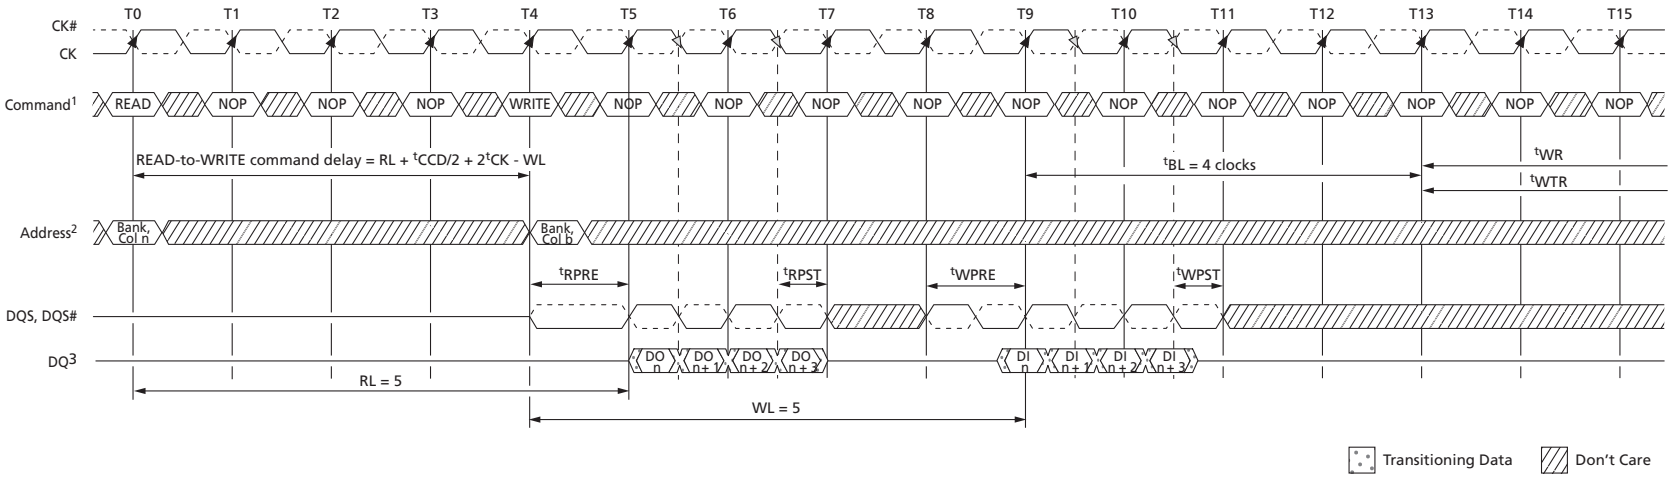 T0 T1 T2 T3 T4 T5 T6 T7 T8 T9 T10 T11 T12 T13 T14 T15
CK#
CK
Command1 READ NOP NOP NOP WRITE NOP NOP NOP NOP NOP NOP NOP NOP NOP NOP NOP
READ-to-WRITE command delay = RL + tCCD/2 + 2tCK - WL
tBL = 4 clocks
tWR
tWTR
Address2 Bank, Col n Bank, Col b
tRPRE tRPST tWPRE tWPST
DQS, DQS#
DQ3 DO n DO n + 1 DO n + 2 DO n + 3 DI n DI n + 1 DI n + 2 DI n + 3
RL = 5
WL = 5
Transitioning Data Don't Care